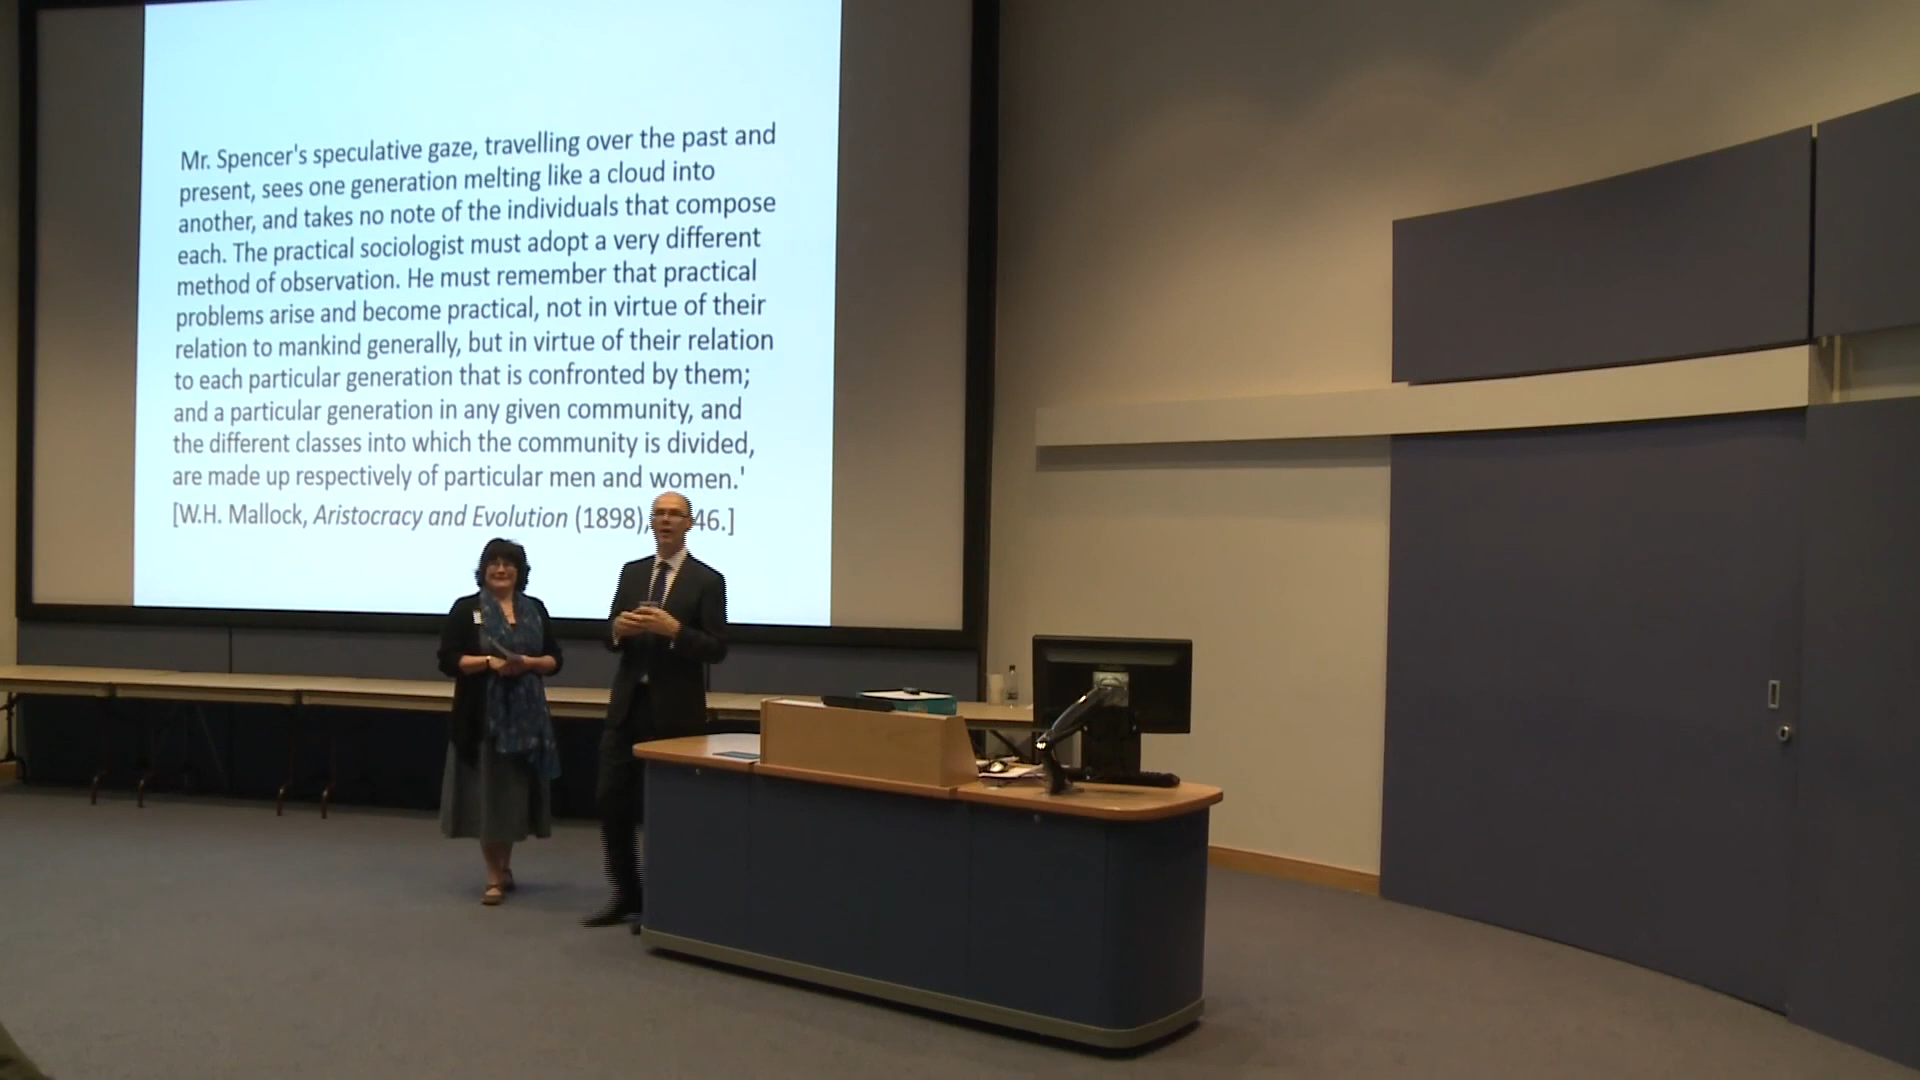 Mr. Spencer's speculative gaze, travelling over the past and
present, sees one generation melting like a cloud into
another, and takes no note of the individuals that compose
each. The practical sociologist must adopt a very different
method of observation. He must remember that practical
problems arise and become practical, not in virtue of their
relation to mankind generally, but in virtue of their relation
to each particular generation that is confronted by them;
and a particular generation in any given community, and
the different classes into which the community is divided,
are made up respectively of particular men and women.'
[W.H. Mallock, Aristocracy and Evolution (1898), 46.]